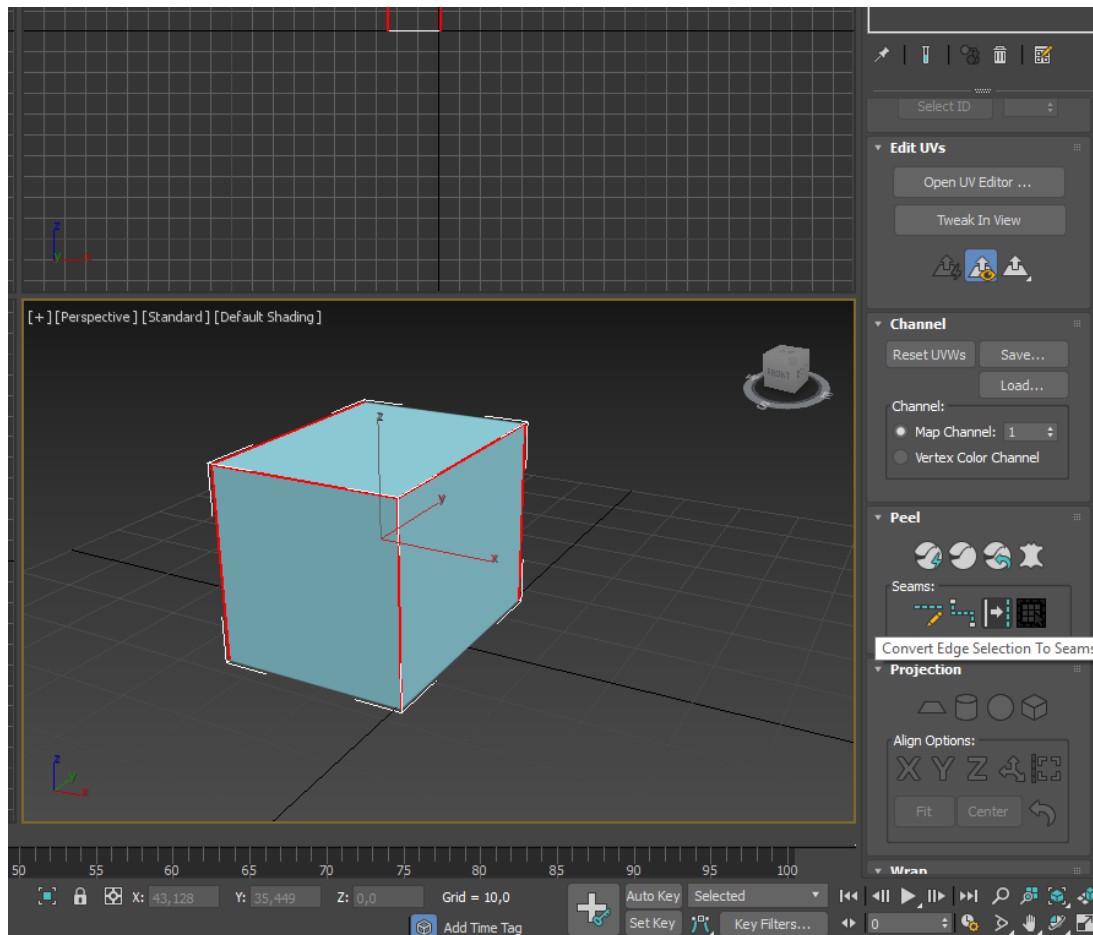 Select ID
Edit UVs
Open UV Editor ...
Tweak In View
z
y
x
[+] [Perspective ] [Standard ] [Default Shading ]
FRONT
Channel
Reset UVWs
Save...
Load...
Channel:
Map Channel: 1
Vertex Color Channel
z
y
x
Peel
Seams:
Convert Edge Selection To Seams
Projection
Align Options:
X Y Z
Fit
Center
z
y
x
Wrap
50 55 60 65 70 75 80 85 90 95 100
X: 43,128
Y: 35,449
Z: 0,0
Grid = 10,0
Auto Key
Selected
Add Time Tag
Set Key
Key Filters...
0